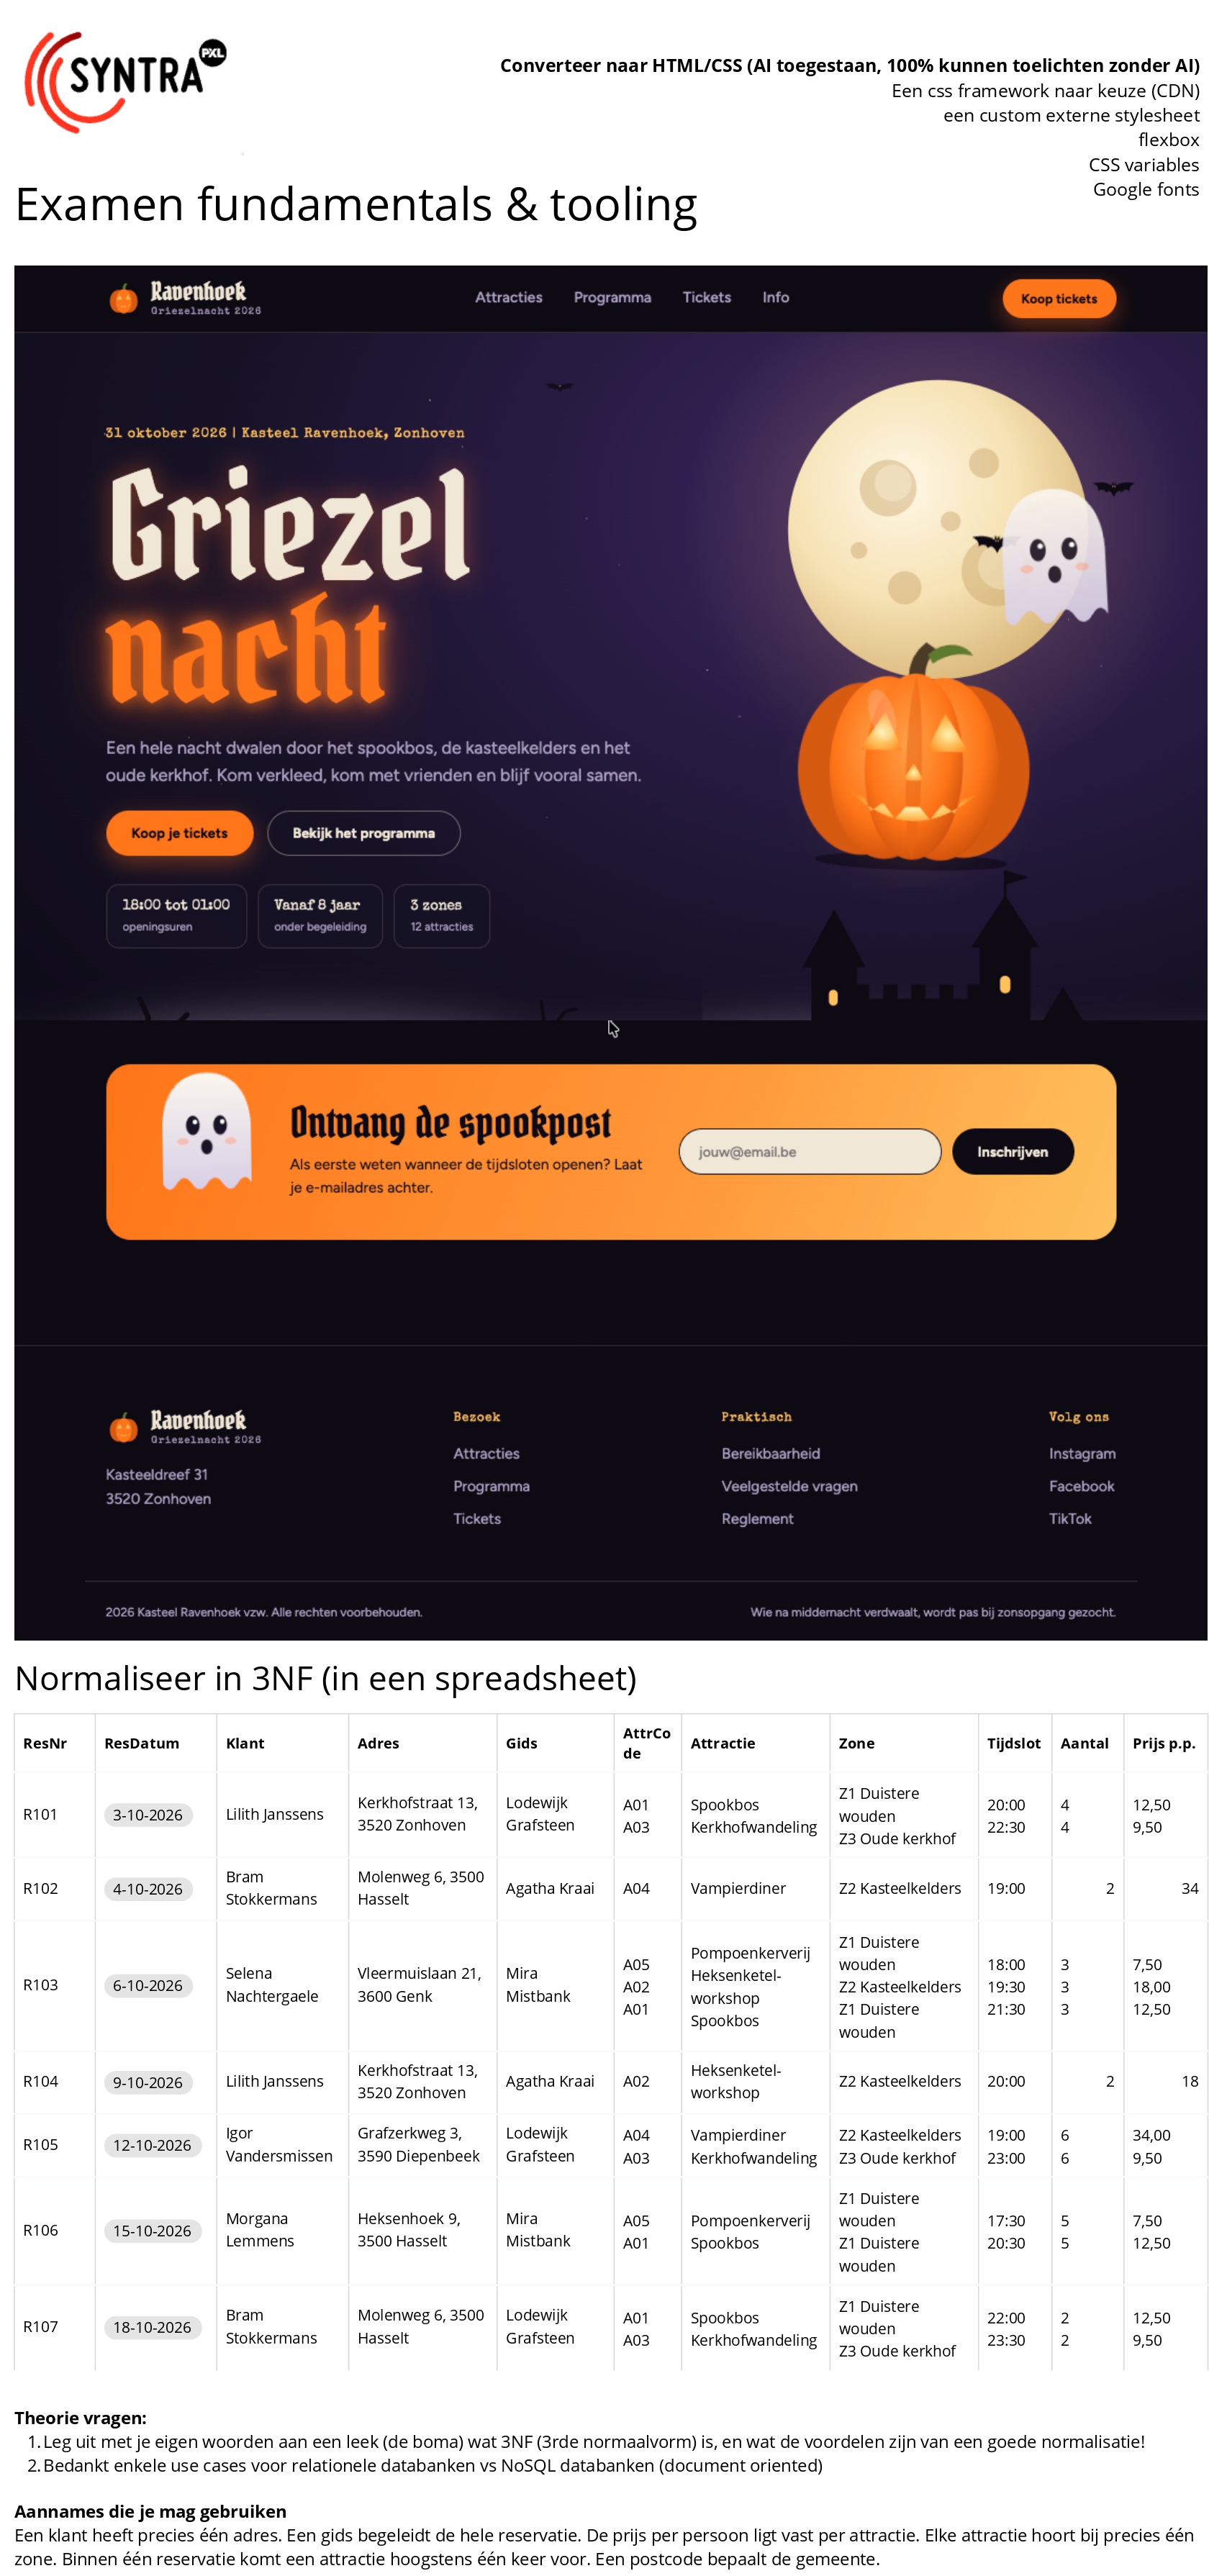 SYNTRA PXL
Converteer naar HTML/CSS (AI toegestaan, 100% kunnen toelichten zonder AI)
Een css framework naar keuze (CDN)
een custom externe stylesheet
flexbox
CSS variables
Google fonts
Examen fundamentals & tooling
Ravenhoek
Griezelnacht 2026
Attracties Programma Tickets Info
Koop tickets
31 oktober 2026 | Kasteel Ravenhoek, Zonhoven
Griezel
nacht
Een hele nacht dwalen door het spookbos, de kasteelkelders en het
oude kerkhof. Kom verkleed, kom met vrienden en blijf vooral samen.
Koop je tickets Bekijk het programma
18:00 tot 01:00 Vanaf 8 jaar 3 zones
openingsuren onder begeleiding 12 attracties
Ontvang de spookpost
Als eerste weten wanneer de tijdsloten openen? Laat
je e-mailadres achter.
jouw@email.be Inschrijven
Ravenhoek
Griezelnacht 2026
Kasteeldreef 31
3520 Zonhoven
Bezoek
Attracties
Programma
Tickets
Praktisch
Bereikbaarheid
Veelgestelde vragen
Reglement
Volg ons
Instagram
Facebook
TikTok
2026 Kasteel Ravenhoek vzw. Alle rechten voorbehouden.
Wie na middernacht verdwaalt, wordt pas bij zonsopgang gezocht.
Normaliseer in 3NF (in een spreadsheet)
ResNr ResDatum Klant Adres Gids AttrCo
de Attractie Zone Tijdslot Aantal Prijs p.p.
R101
3-10-2026
Lilith Janssens
Kerkhofstraat 13,
3520 Zonhoven
Lodewijk
Grafsteen
A01
A03
Spookbos
Kerkhofwandeling
Z1 Duistere
wouden
Z3 Oude kerkhof
20:00
22:30
4
4
12,50
9,50
R102
4-10-2026
Bram
Stokkermans
Molenweg 6, 3500
Hasselt
Agatha Kraai
A04
Vampierdiner
Z2 Kasteelkelders
19:00
2
34
R103
6-10-2026
Selena
Nachtergaele
Vleermuislaan 21,
3600 Genk
Mira
Mistbank
A05
A02
A01
Pompoenkerverij
Heksenketel-
workshop
Spookbos
Z1 Duistere
wouden
Z2 Kasteelkelders
Z1 Duistere
wouden
18:00
19:30
21:30
3
3
3
7,50
18,00
12,50
R104
9-10-2026
Lilith Janssens
Kerkhofstraat 13,
3520 Zonhoven
Agatha Kraai
A02
Heksenketel-
workshop
Z2 Kasteelkelders
20:00
2
18
R105
12-10-2026
Igor
Vandersmissen
Grafzerkweg 3,
3590 Diepenbeek
Lodewijk
Grafsteen
A04
A03
Vampierdiner
Kerkhofwandeling
Z2 Kasteelkelders
Z3 Oude kerkhof
19:00
23:00
6
6
34,00
9,50
R106
15-10-2026
Morgana
Lemmens
Heksenhoek 9,
3500 Hasselt
Mira
Mistbank
A05
A01
Pompoenkerverij
Spookbos
Z1 Duistere
wouden
Z1 Duistere
wouden
17:30
20:30
5
5
7,50
12,50
R107
18-10-2026
Bram
Stokkermans
Molenweg 6, 3500
Hasselt
Lodewijk
Grafsteen
A01
A03
Spookbos
Kerkhofwandeling
Z1 Duistere
wouden
Z3 Oude kerkhof
22:00
23:30
2
2
12,50
9,50
Theorie vragen:
1. Leg uit met je eigen woorden aan een leek (de boma) wat 3NF (3rde normaalvorm) is, en wat de voordelen zijn van een goede normalisatie!
2. Bedankt enkele use cases voor relationele databanken vs NoSQL databanken (document oriented)
Aannames die je mag gebruiken
Een klant heeft precies één adres. Een gids begeleidt de hele reservatie. De prijs per persoon ligt vast per attractie. Elke attractie hoort bij precies één
zone. Binnen één reservatie komt een attractie hoogstens één keer voor. Een postcode bepaalt de gemeente.